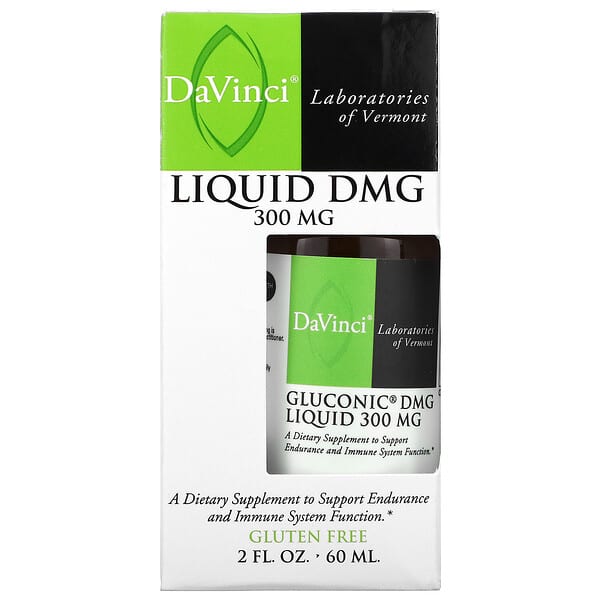 DaVinci®
Laboratories
of Vermont
LIQUID DMG
300 MG
DaVinci®
Laboratories
of Vermont
GLUCONIC® DMG
LIQUID 300 MG
A Dietary Supplement to Support
Endurance and Immune System Function.*
A Dietary Supplement to Support Endurance
and Immune System Function.*
GLUTEN FREE
2 FL. OZ. • 60 ML.